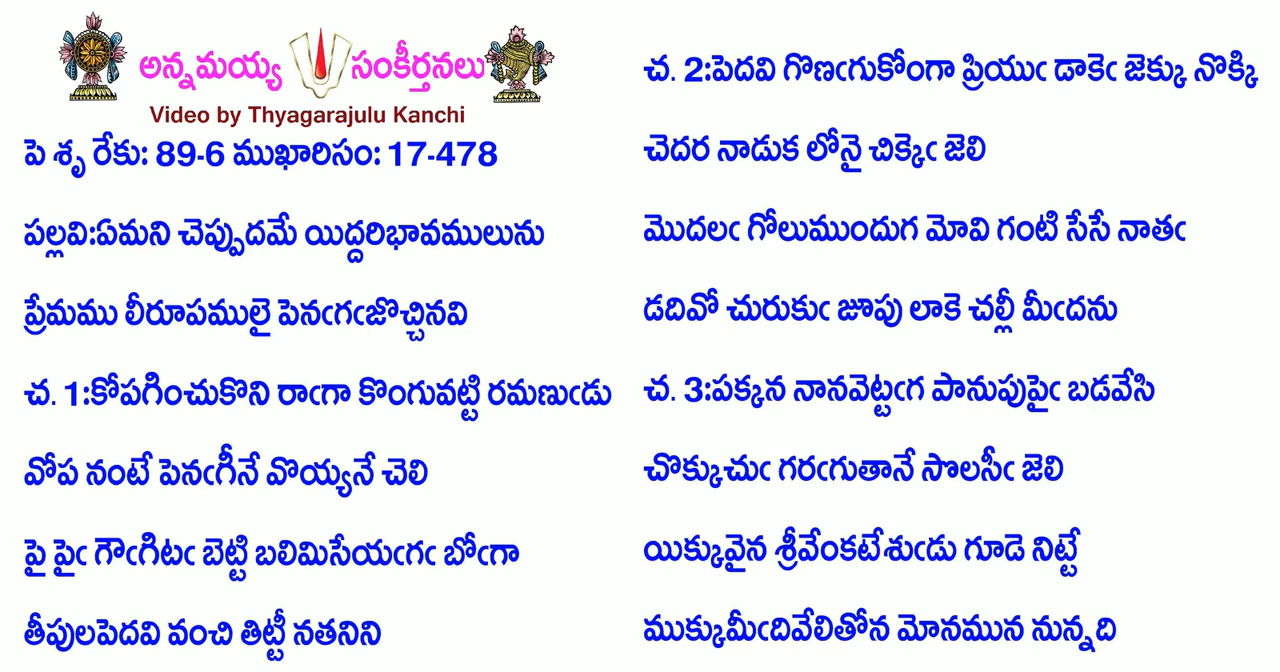 అన్నమయ్య సంకీర్తనలు
Video by Thyagarajulu Kanchi
పె శృ రేకు: 89-6 ముఖారిసం: 17-478
పల్లవి:ఏమని చెప్పుదమే యిద్దరిభావములును
ప్రేమము లీరూపములై పెనఁగఁజొచ్చినవి
చ. 1:కోపగించుకొని రాఁగా కొంగువట్టి రమణుఁడు
వోప నంటే పెనఁగీనే వొయ్యనే చెలి
పై పైఁ గౌఁగిటఁ బెట్టి బలిమిసేయఁగఁ బోఁగా
తీపులపెదవి వంచి తిట్టీ నతనిని
చ. 2:పెదవి గొణఁగుకోంగా ప్రియుఁ డాకెఁ జెక్కు నొక్కి
చెదర నాడుక లోనై చిక్కెఁ జెలి
మొదలఁ గోలుముందుగ మోవి గంటి సేసే నాతఁ
డదివో చురుకుఁ జూపు లాకె చల్లీ మీఁదను
చ. 3:పక్కన నానవెట్టఁగ పానుపుపైఁ బడవేసి
చొక్కుచుఁ గరఁగుతానే సొలసీఁ జెలి
యిక్కువైన శ్రీవేంకటేశుఁడు గూడె నిట్టే
ముక్కుమీఁదివేలితోన మోనమున నున్నది